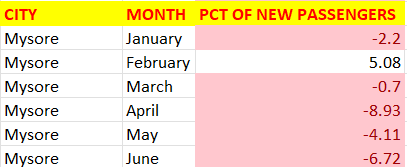 CITY MONTH PCT OF NEW PASSENGERS
Mysore January -2.2
Mysore February 5.08
Mysore March -0.7
Mysore April -8.93
Mysore May -4.11
Mysore June -6.72